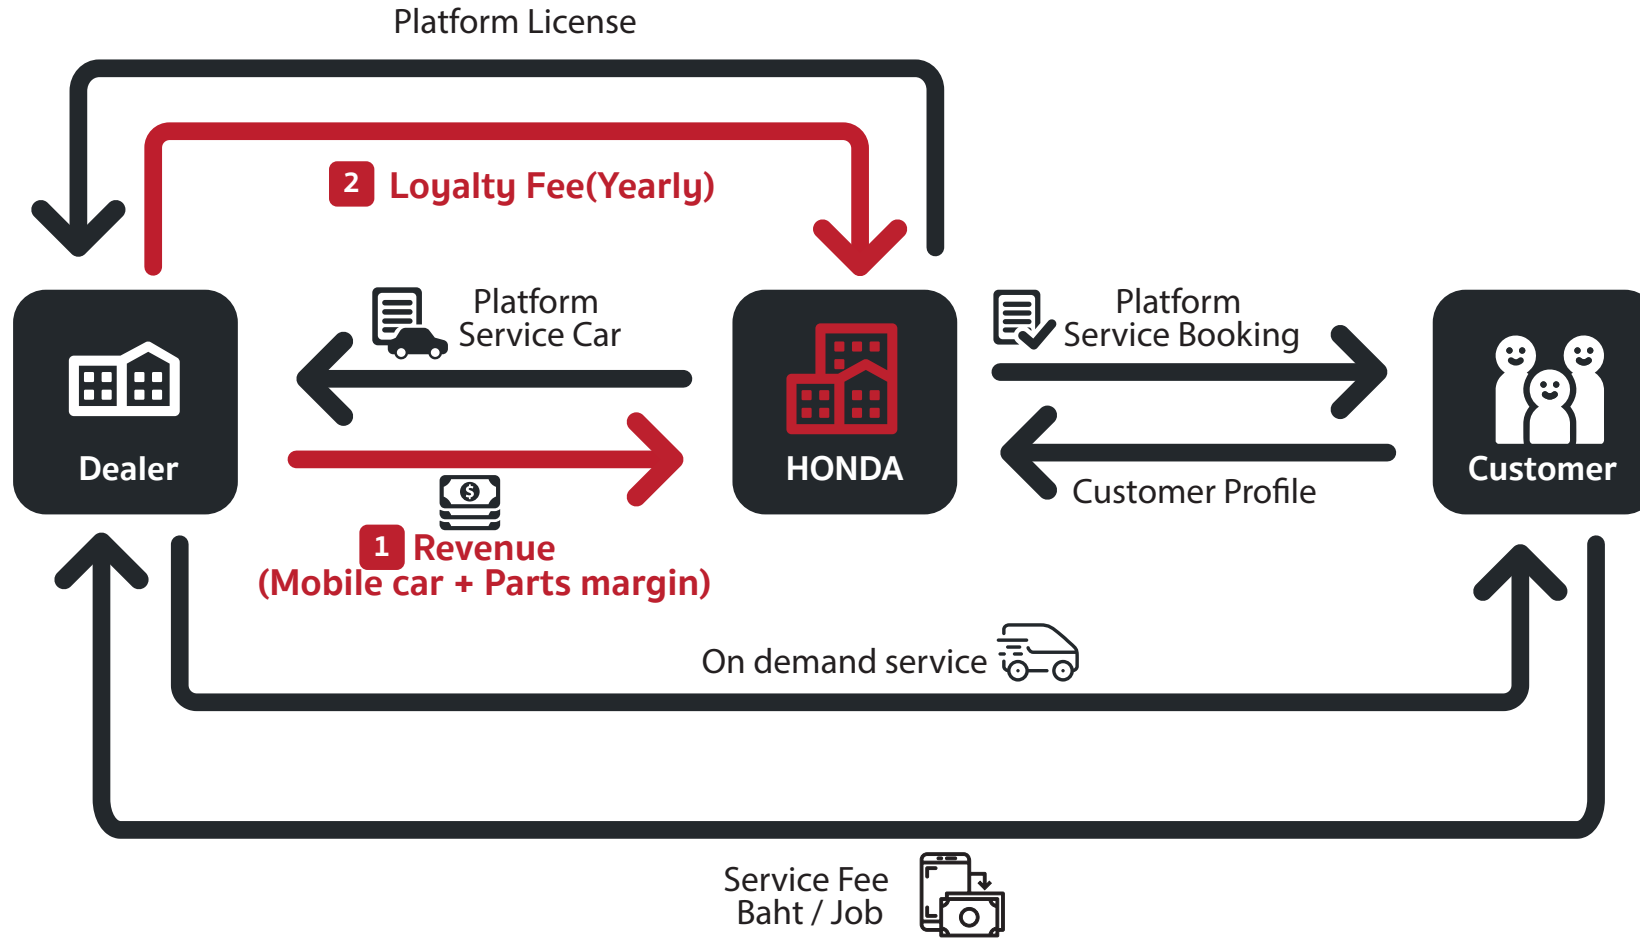 Platform License
2 Loyalty Fee(Yearly)
Platform
Service Car
Platform
Service Booking
Dealer
HONDA
Customer
Customer Profile
1 Revenue
(Mobile car + Parts margin)
On demand service
Service Fee
Baht / Job